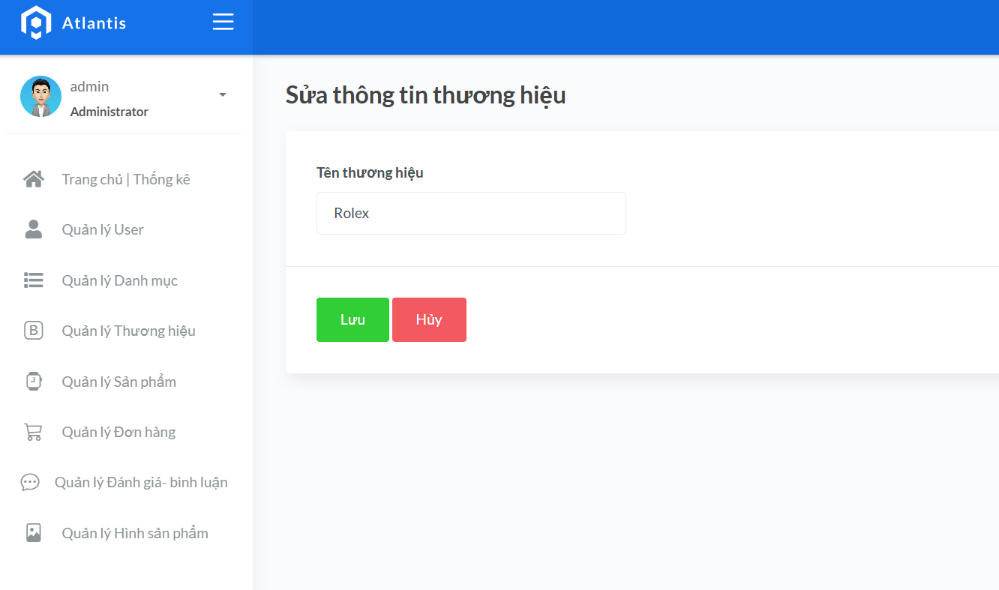 Atlantis
admin
Administrator
Trang chủ | Thống kê
Quản lý User
Quản lý Danh mục
B
Quản lý Thương hiệu
Quản lý Sản phẩm
Quản lý Đơn hàng
Quản lý Đánh giá- bình luận
Quản lý Hình sản phẩm
Sửa thông tin thương hiệu
Tên thương hiệu
Rolex
Lưu Hủy